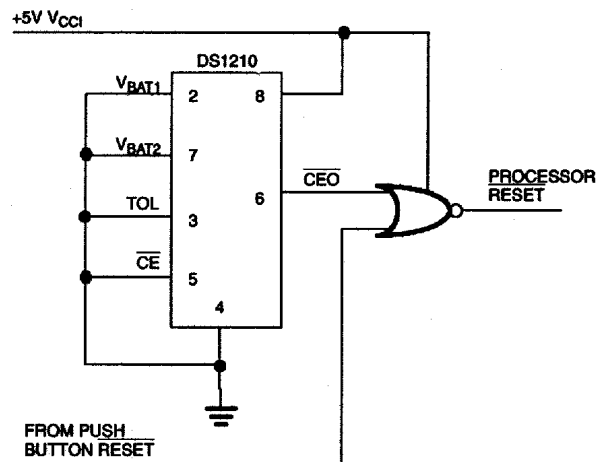 +5V VCCI
DS1210
VBAT1
2
8
VBAT2
7
CEO
6
PROCESSOR
RESET
TOL
3
CE
5
4
FROM PUSH
BUTTON RESET